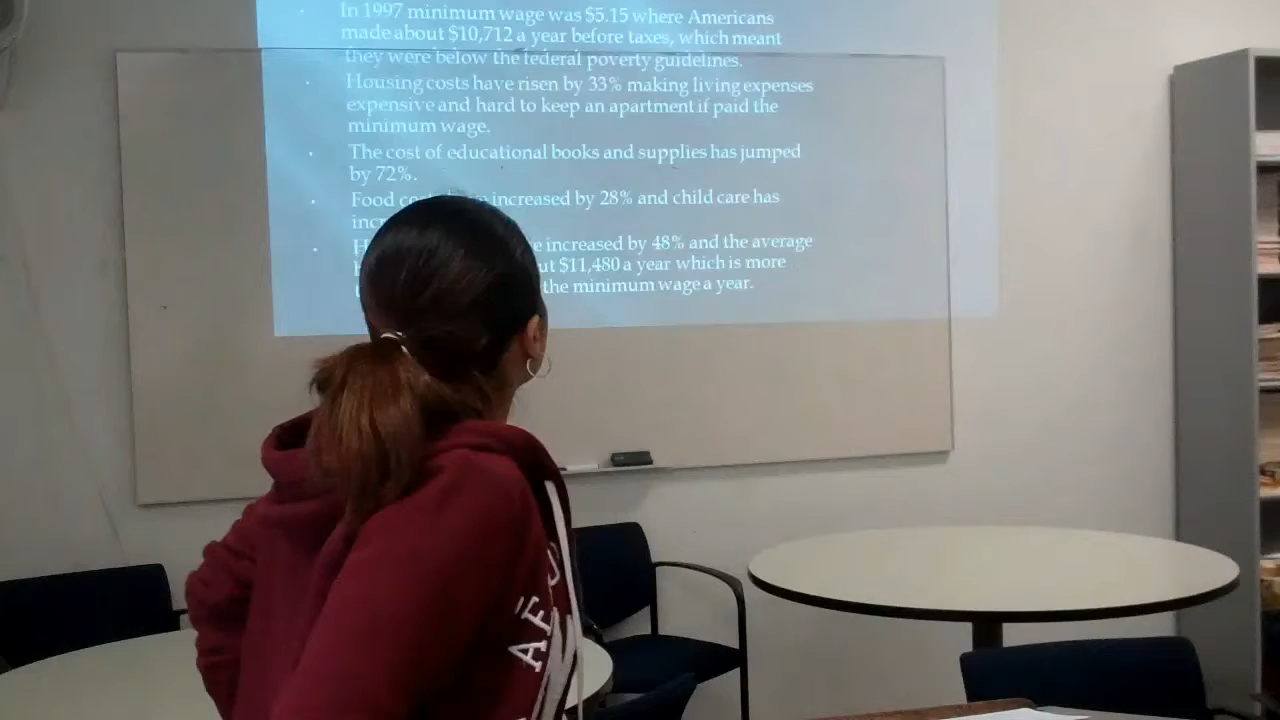 In 1997 minimum wage was $5.15 where Americans
made about $10,712 a year before taxes, which meant
they were below the federal poverty guidelines.
Housing costs have risen by 33% making living expenses
expensive and hard to keep an apartment if paid the
minimum wage.
The cost of educational books and supplies has jumped
by 72%.
Food increased by 28% and child care has
increased by 48% and the average
$11,480 a year which is more
the minimum wage a year.